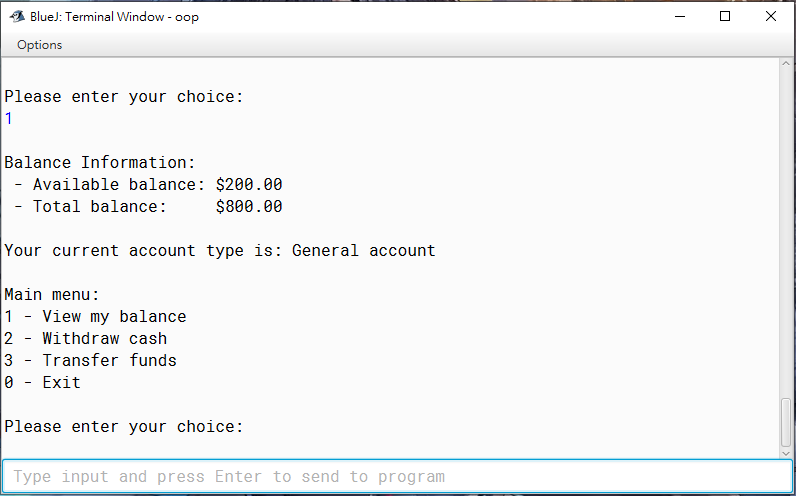 BlueJ: Terminal Window - oop
Options
Please enter your choice:
1
Balance Information:
 - Available balance: $200.00
 - Total balance:     $800.00
Your current account type is: General account
Main menu:
1 - View my balance
2 - Withdraw cash
3 - Transfer funds
0 - Exit
Please enter your choice:
Type input and press Enter to send to program